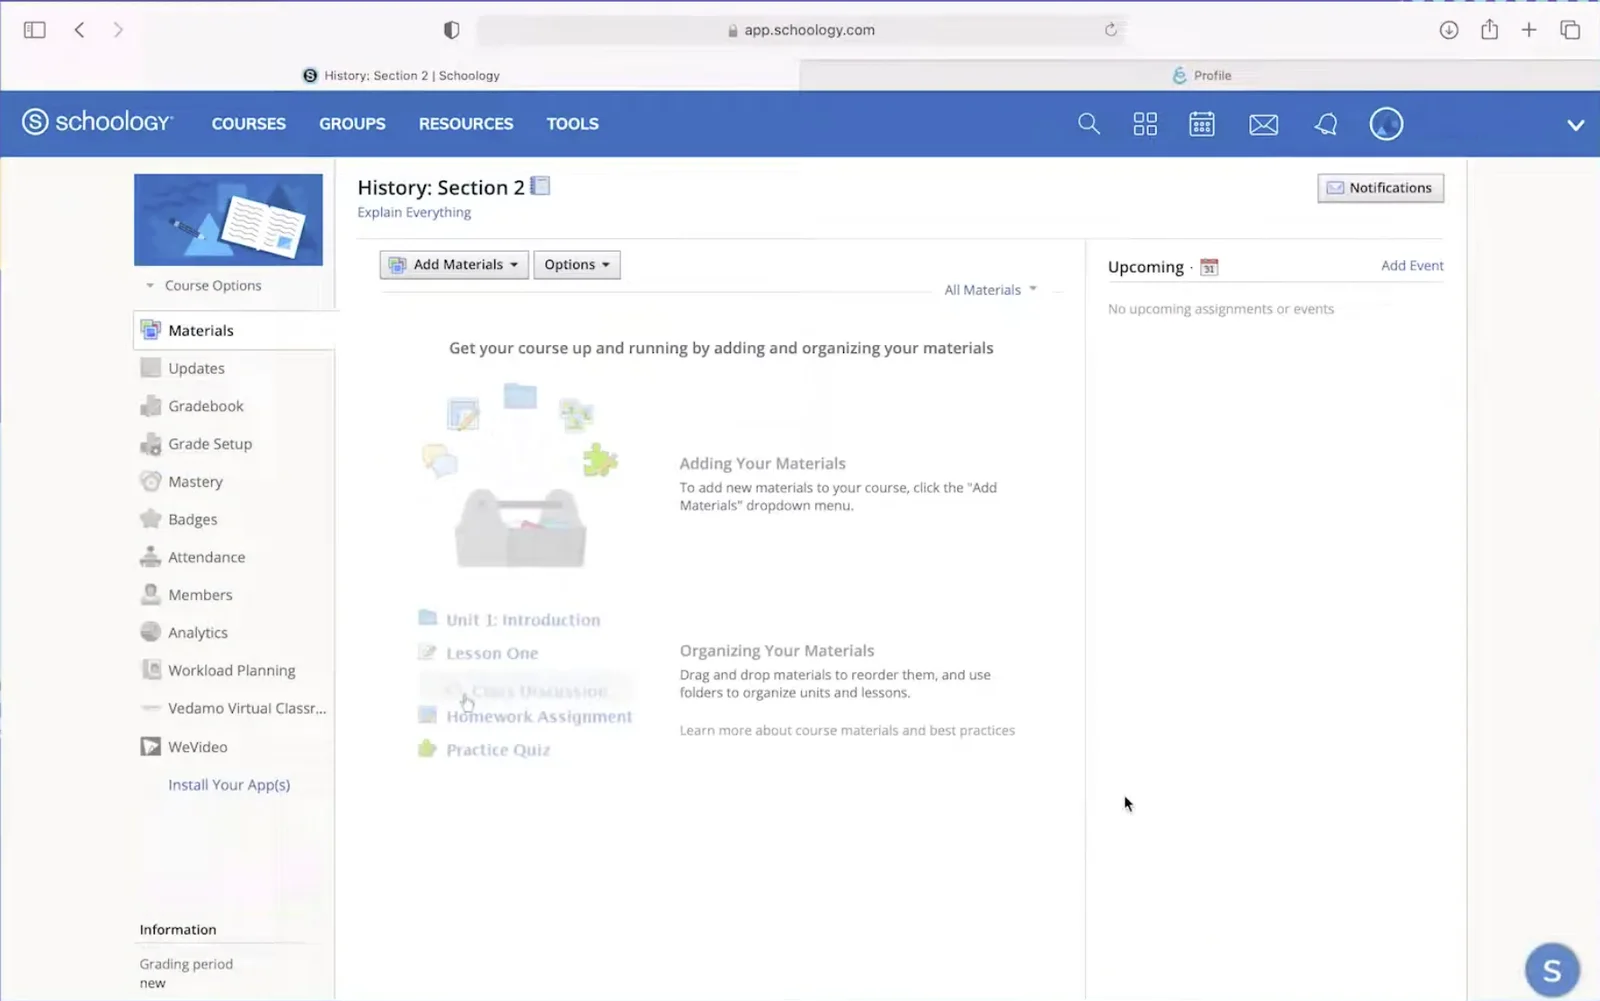 app.schoology.com
History: Section 2 | Schoology
Profile
schoology
COURSES
GROUPS
RESOURCES
TOOLS
History: Section 2
Explain Everything
Notifications
Course Options
Materials
Updates
Gradebook
Grade Setup
Mastery
Badges
Attendance
Members
Analytics
Workload Planning
Vedamo Virtual Classr...
WeVideo
Install Your App(s)
Information
Grading period
new
Add Materials
Options
All Materials
Get your course up and running by adding and organizing your materials
Adding Your Materials
To add new materials to your course, click the "Add
Materials" dropdown menu.
Unit 1: Introduction
Lesson One
Class Discussion
Homework Assignment
Practice Quiz
Organizing Your Materials
Drag and drop materials to reorder them, and use
folders to organize units and lessons.
Learn more about course materials and best practices
Upcoming ·
31
Add Event
No upcoming assignments or events
S